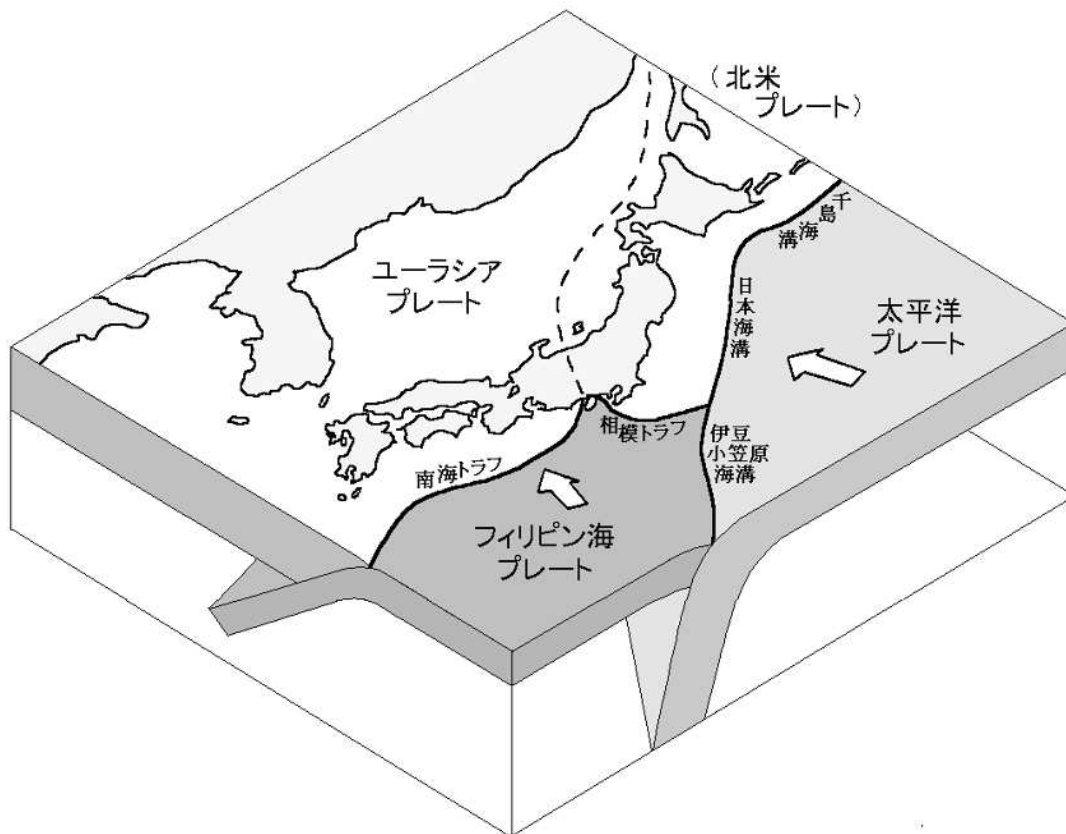 （北米
プレート）
千島海溝
ユーラシア
プレート
日本海溝
太平洋
プレート
相模トラフ
伊豆
小笠原
海溝
南海トラフ
フィリピン海
プレート